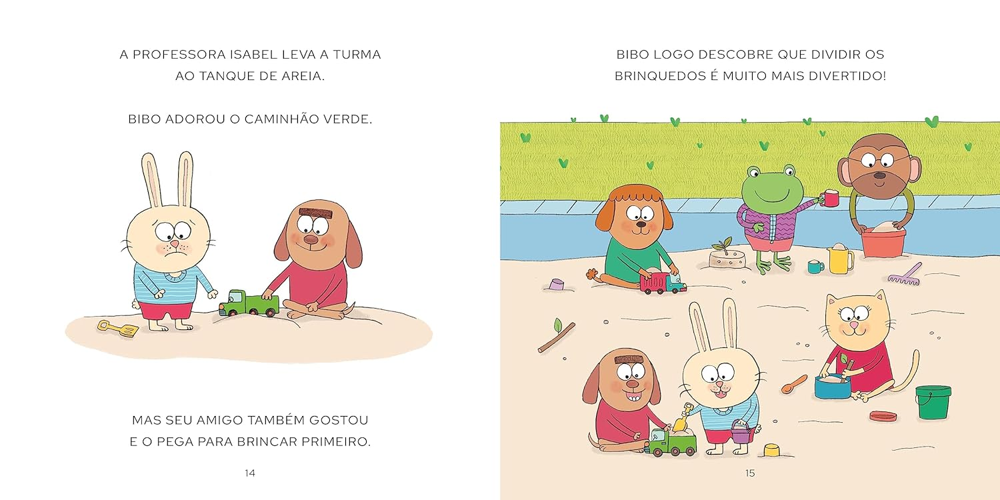 A PROFESSORA ISABEL LEVA A TURMA
AO TANQUE DE AREIA.
BIBO ADOROU O CAMINHÃO VERDE.
MAS SEU AMIGO TAMBÉM GOSTOU
E O PEGA PARA BRINCAR PRIMEIRO.
14
BIBO LOGO DESCOBRE QUE DIVIDIR OS
BRINQUEDOS É MUITO MAIS DIVERTIDO!
15